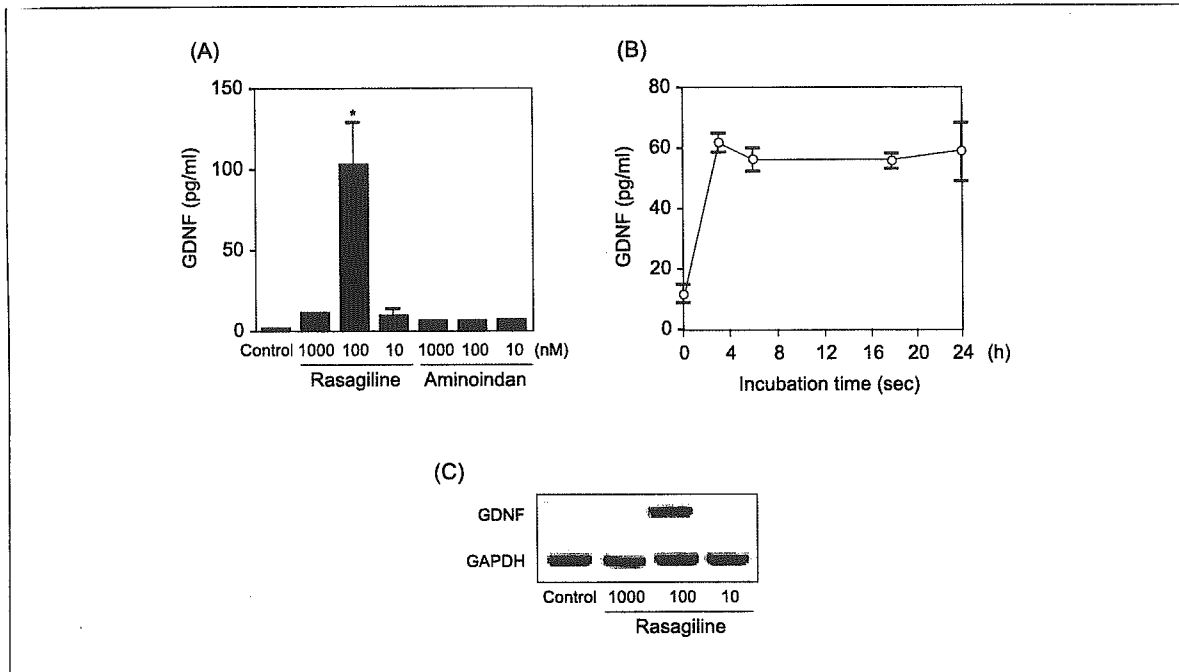 (A)
GDNF (pg/ml)
150
100
50
0
*
Control 1000 100 10 1000 100 10 (nM)
Rasagiline Aminoindan
(B)
GDNF (pg/ml)
80
60
40
20
0
0 4 8 12 16 20 24 (h)
Incubation time (sec)
(C)
GDNF
GAPDH
Control 1000 100 10
Rasagiline